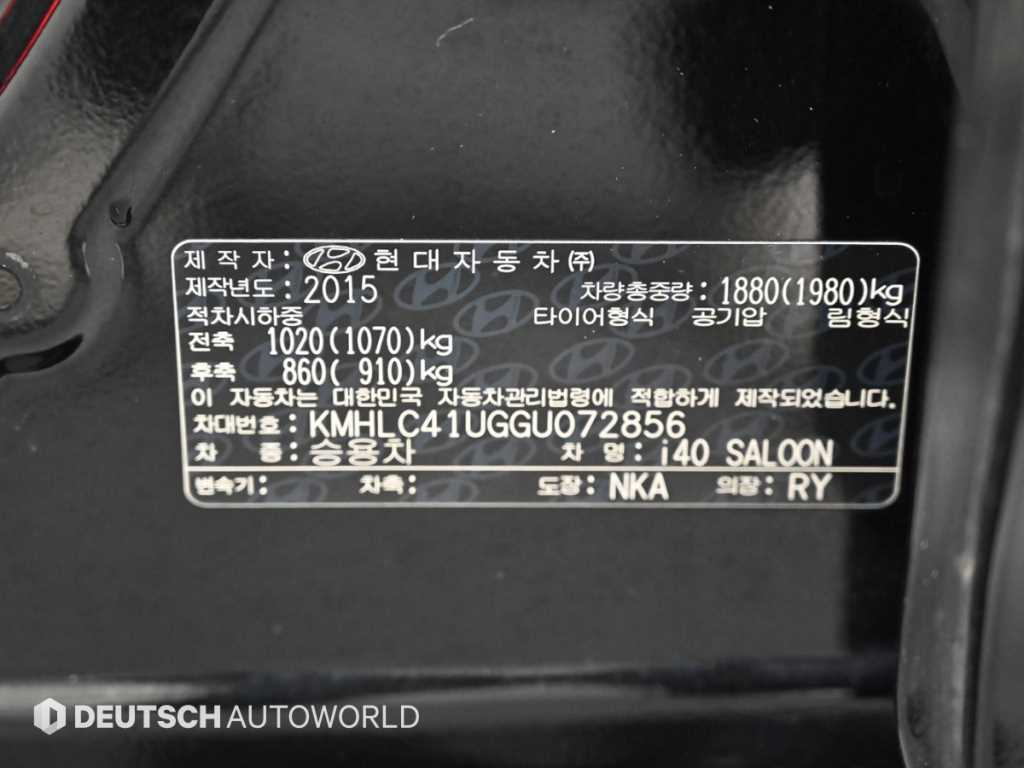 제작자: 현대자동차㈜
제작년도: 2015 차량총중량: 1880(1980)kg
적차시하중 타이어형식 공기압 림형식
전축 1020(1070)kg
후축 860( 910)kg
이 자동차는 대한민국 자동차관리법령에 적합하게 제작되었습니다.
차대번호: KMHLC41UGGU072856
차 종: 승용차 차 명: i40 SALOON
변속기: 차축: 도장: NKA 의장: RY
DEUTSCH AUTOWORLD